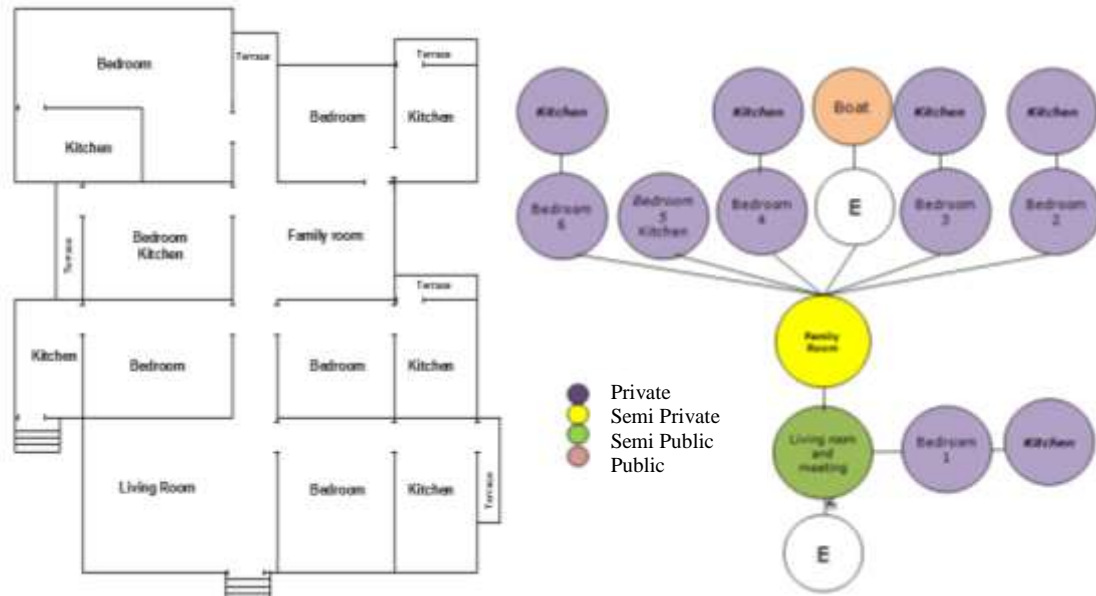 Bedroom
Terrace
Terrace
Bedroom
Kitchen
Kitchen
Terrace
Bedroom
Kitchen
Family room
Terrace
Kitchen
Bedroom
Bedroom
Kitchen
Living Room
Bedroom
Kitchen
Terrace
Kitchen
Kitchen
Boat
Kitchen
Kitchen
Bedroom
6
Bedroom
5
Kitchen
Bedroom
4
E
Bedroom
3
Bedroom
2
Family
Room
Private
Semi Private
Semi Public
Public
Living room
and
meeting
Bedroom
1
Kitchen
E